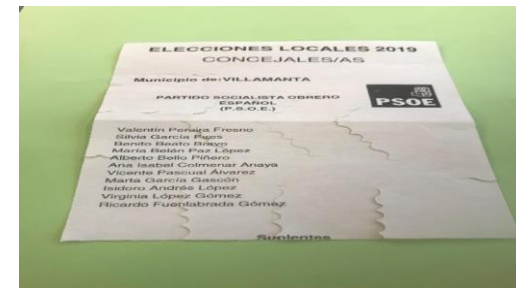 ELECCIONES LOCALES 2019
CONCEJALES/AS
Municipio de: VILLAMANTA
PARTIDO SOCIALISTA OBRERO
ESPAÑOL
(P.S.O.E.)
PSOE
Valentín Pereira Fresno
Silvia García Pires
Benito Beato Bravo
María Belén Paz López
Alberto Bello Piñero
Ana Isabel Colmenar Anaya
Vicente Pascual Álvarez
Marta García Gascón
Isidoro Andrés López
Virginia López Gómez
Ricardo Fuenlabrada Gómez
Suplentes